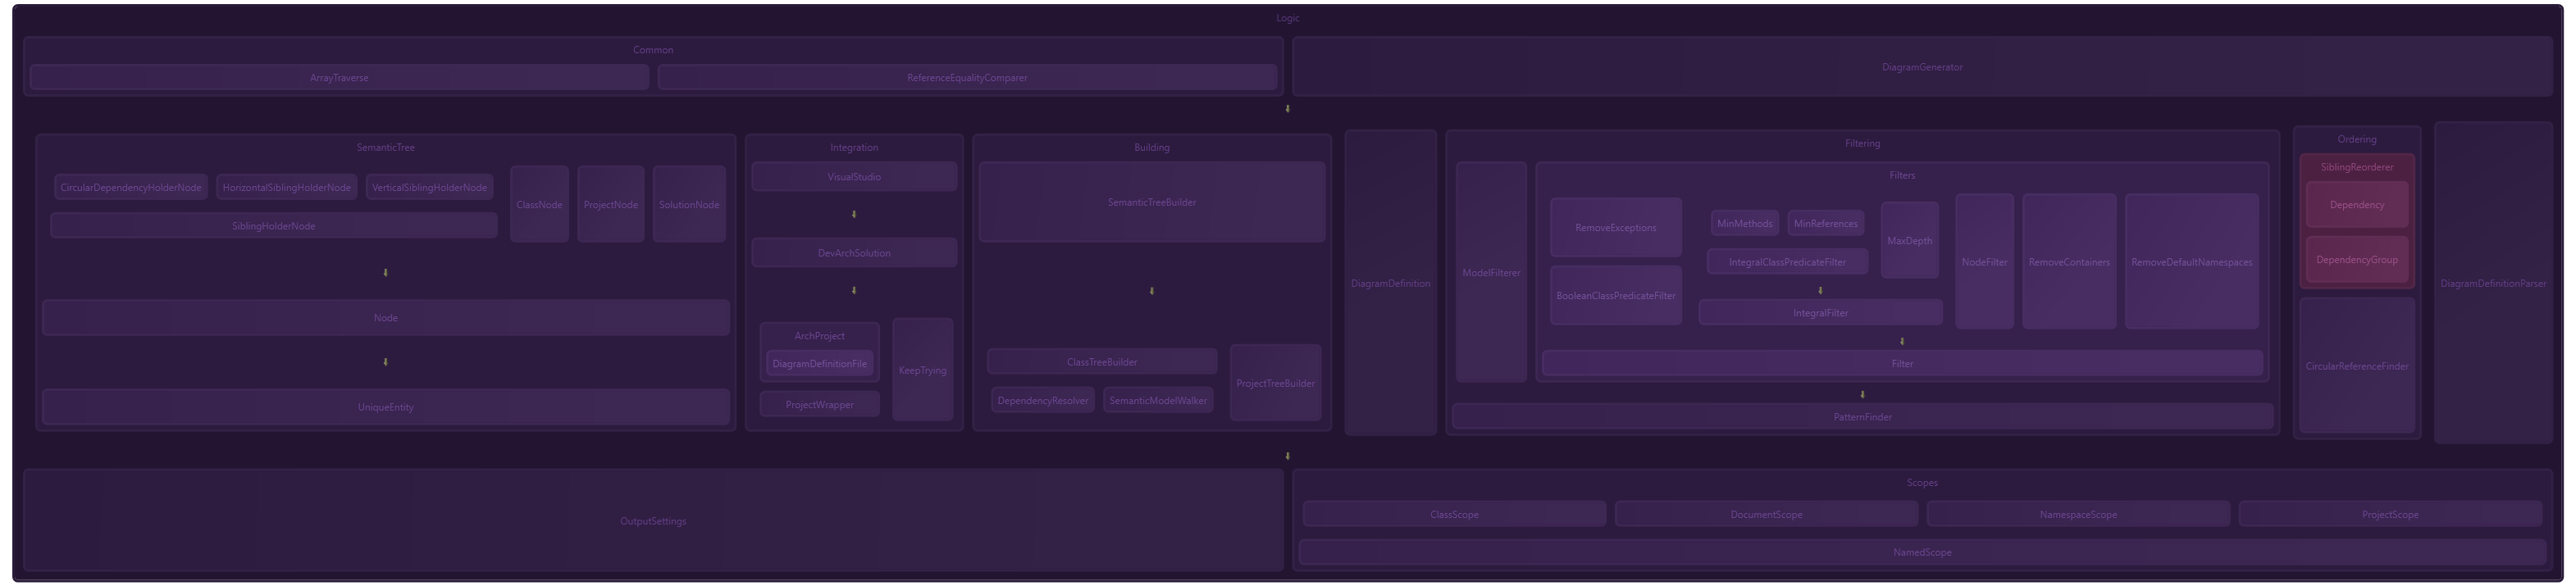 Logic
Common
ArrayTraverse
ReferenceEqualityComparer
DiagramGenerator
SemanticTree
CircularDependencyHolderNode
HorizontalSiblingHolderNode
VerticalSiblingHolderNode
SiblingHolderNode
ClassNode
ProjectNode
SolutionNode
Node
UniqueEntity
Integration
VisualStudio
DevArchSolution
ArchProject
DiagramDefinitionFile
ProjectWrapper
KeepTrying
Building
SemanticTreeBuilder
ClassTreeBuilder
DependencyResolver
SemanticModelWalker
ProjectTreeBuilder
DiagramDefinition
Filtering
ModelFilterer
Filters
RemoveExceptions
BooleanClassPredicateFilter
MinMethods
MinReferences
IntegralClassPredicateFilter
MaxDepth
IntegralFilter
NodeFilter
RemoveContainers
RemoveDefaultNamespaces
Filter
PatternFinder
Ordering
SiblingReorderer
Dependency
DependencyGroup
CircularReferenceFinder
DiagramDefinitionParser
OutputSettings
Scopes
ClassScope
DocumentScope
NamespaceScope
ProjectScope
NamedScope